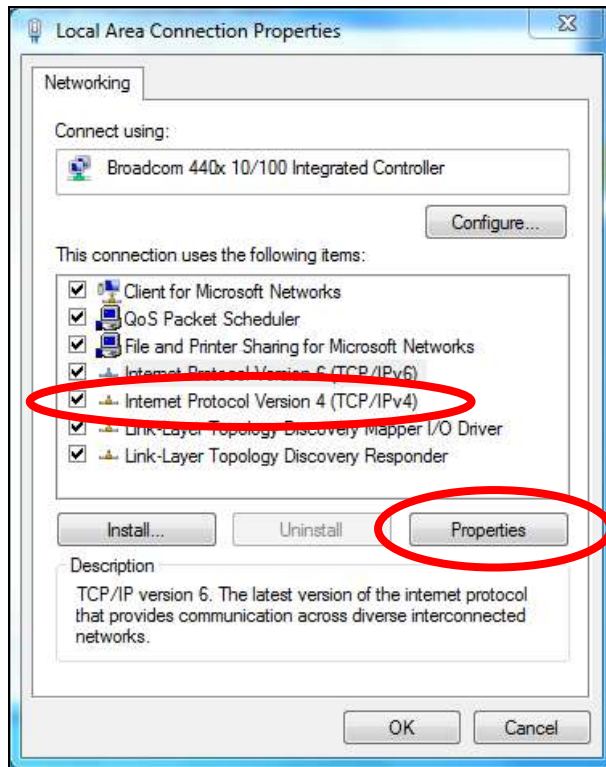 Local Area Connection Properties
Networking
Connect using:
Broadcom 440x 10/100 Integrated Controller
Configure...
This connection uses the following items:
Client for Microsoft Networks
QoS Packet Scheduler
File and Printer Sharing for Microsoft Networks
Internet Protocol Version 6 (TCP/IPv6)
Internet Protocol Version 4 (TCP/IPv4)
Link-Layer Topology Discovery Mapper I/O Driver
Link-Layer Topology Discovery Responder
Install... Uninstall Properties
Description
TCP/IP version 6. The latest version of the internet protocol
that provides communication across diverse interconnected
networks.
OK Cancel